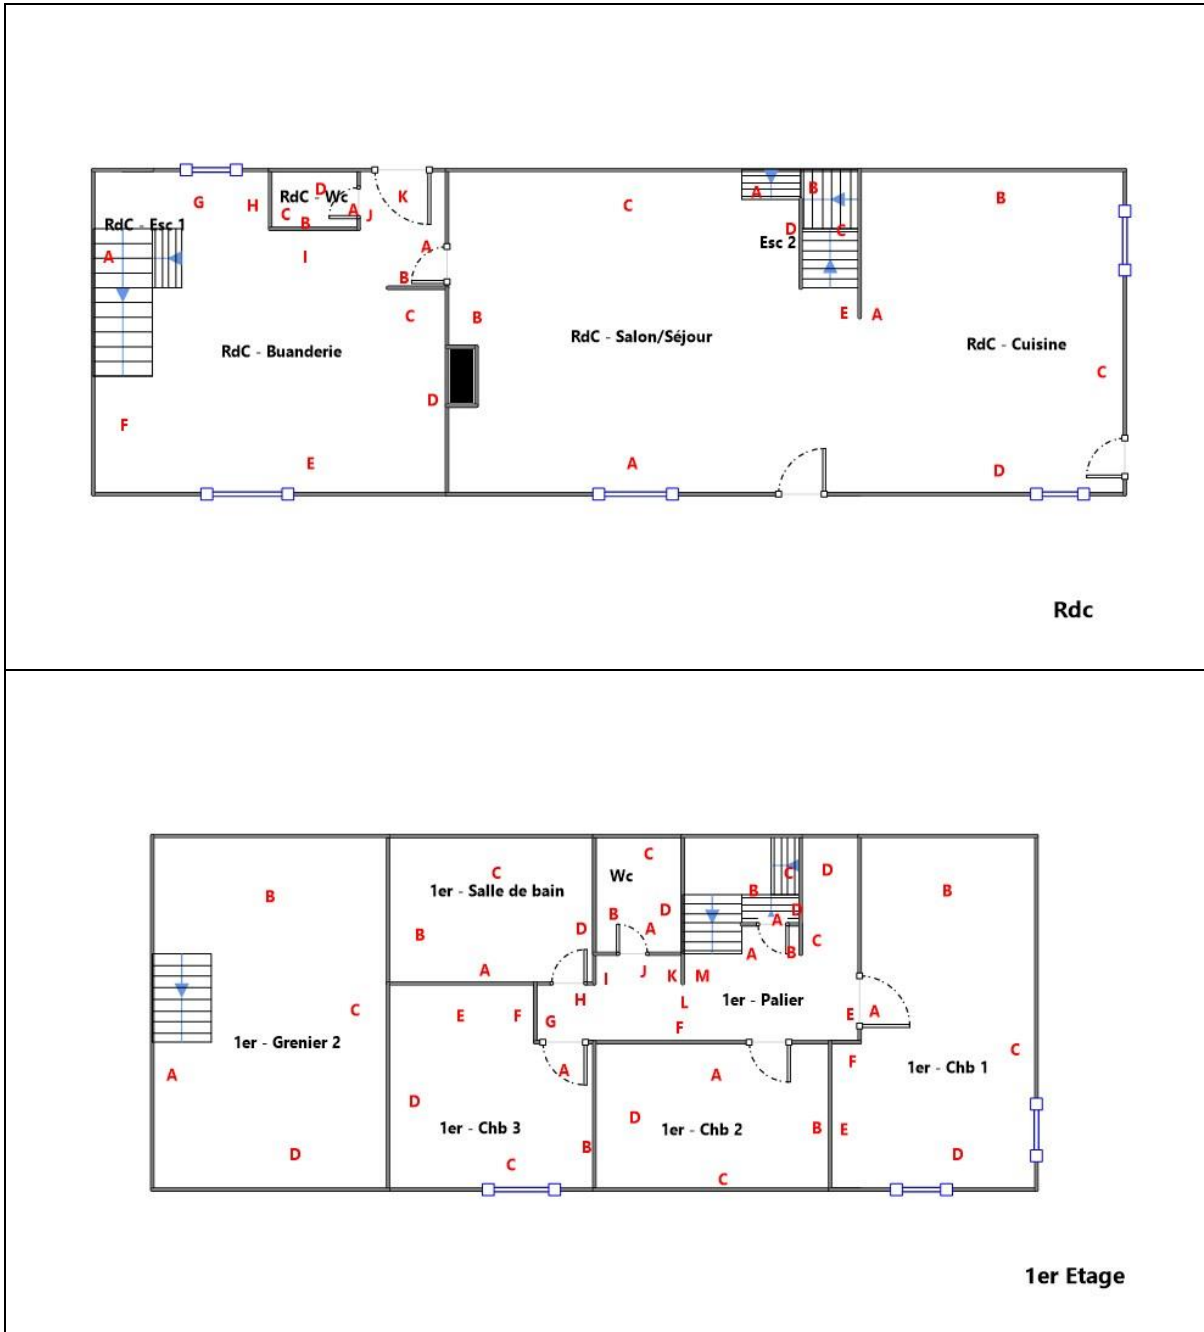 D
G
H
RdC - Wc
K
A
B
B
C
C
A
J
RdC - Esc 1
B
D
C
Esc 2
A
A
I
B
C
B
E
A
RdC - Salon/Séjour
RdC - Cuisine
RdC - Buanderie
C
D
F
E
A
D
Rdc
C
C
C
D
1er - Salle de bain
Wc
B
B
B
D
B
D
A
D
A
C
B
A
A
B
J
K
M
I
H
L
1er - Palier
C
E
F
G
F
E
A
1er - Grenier 2
C
F
1er - Chb 1
A
A
A
D
D
1er - Chb 3
1er - Chb 2
B
E
B
D
C
C
D
1er Etage